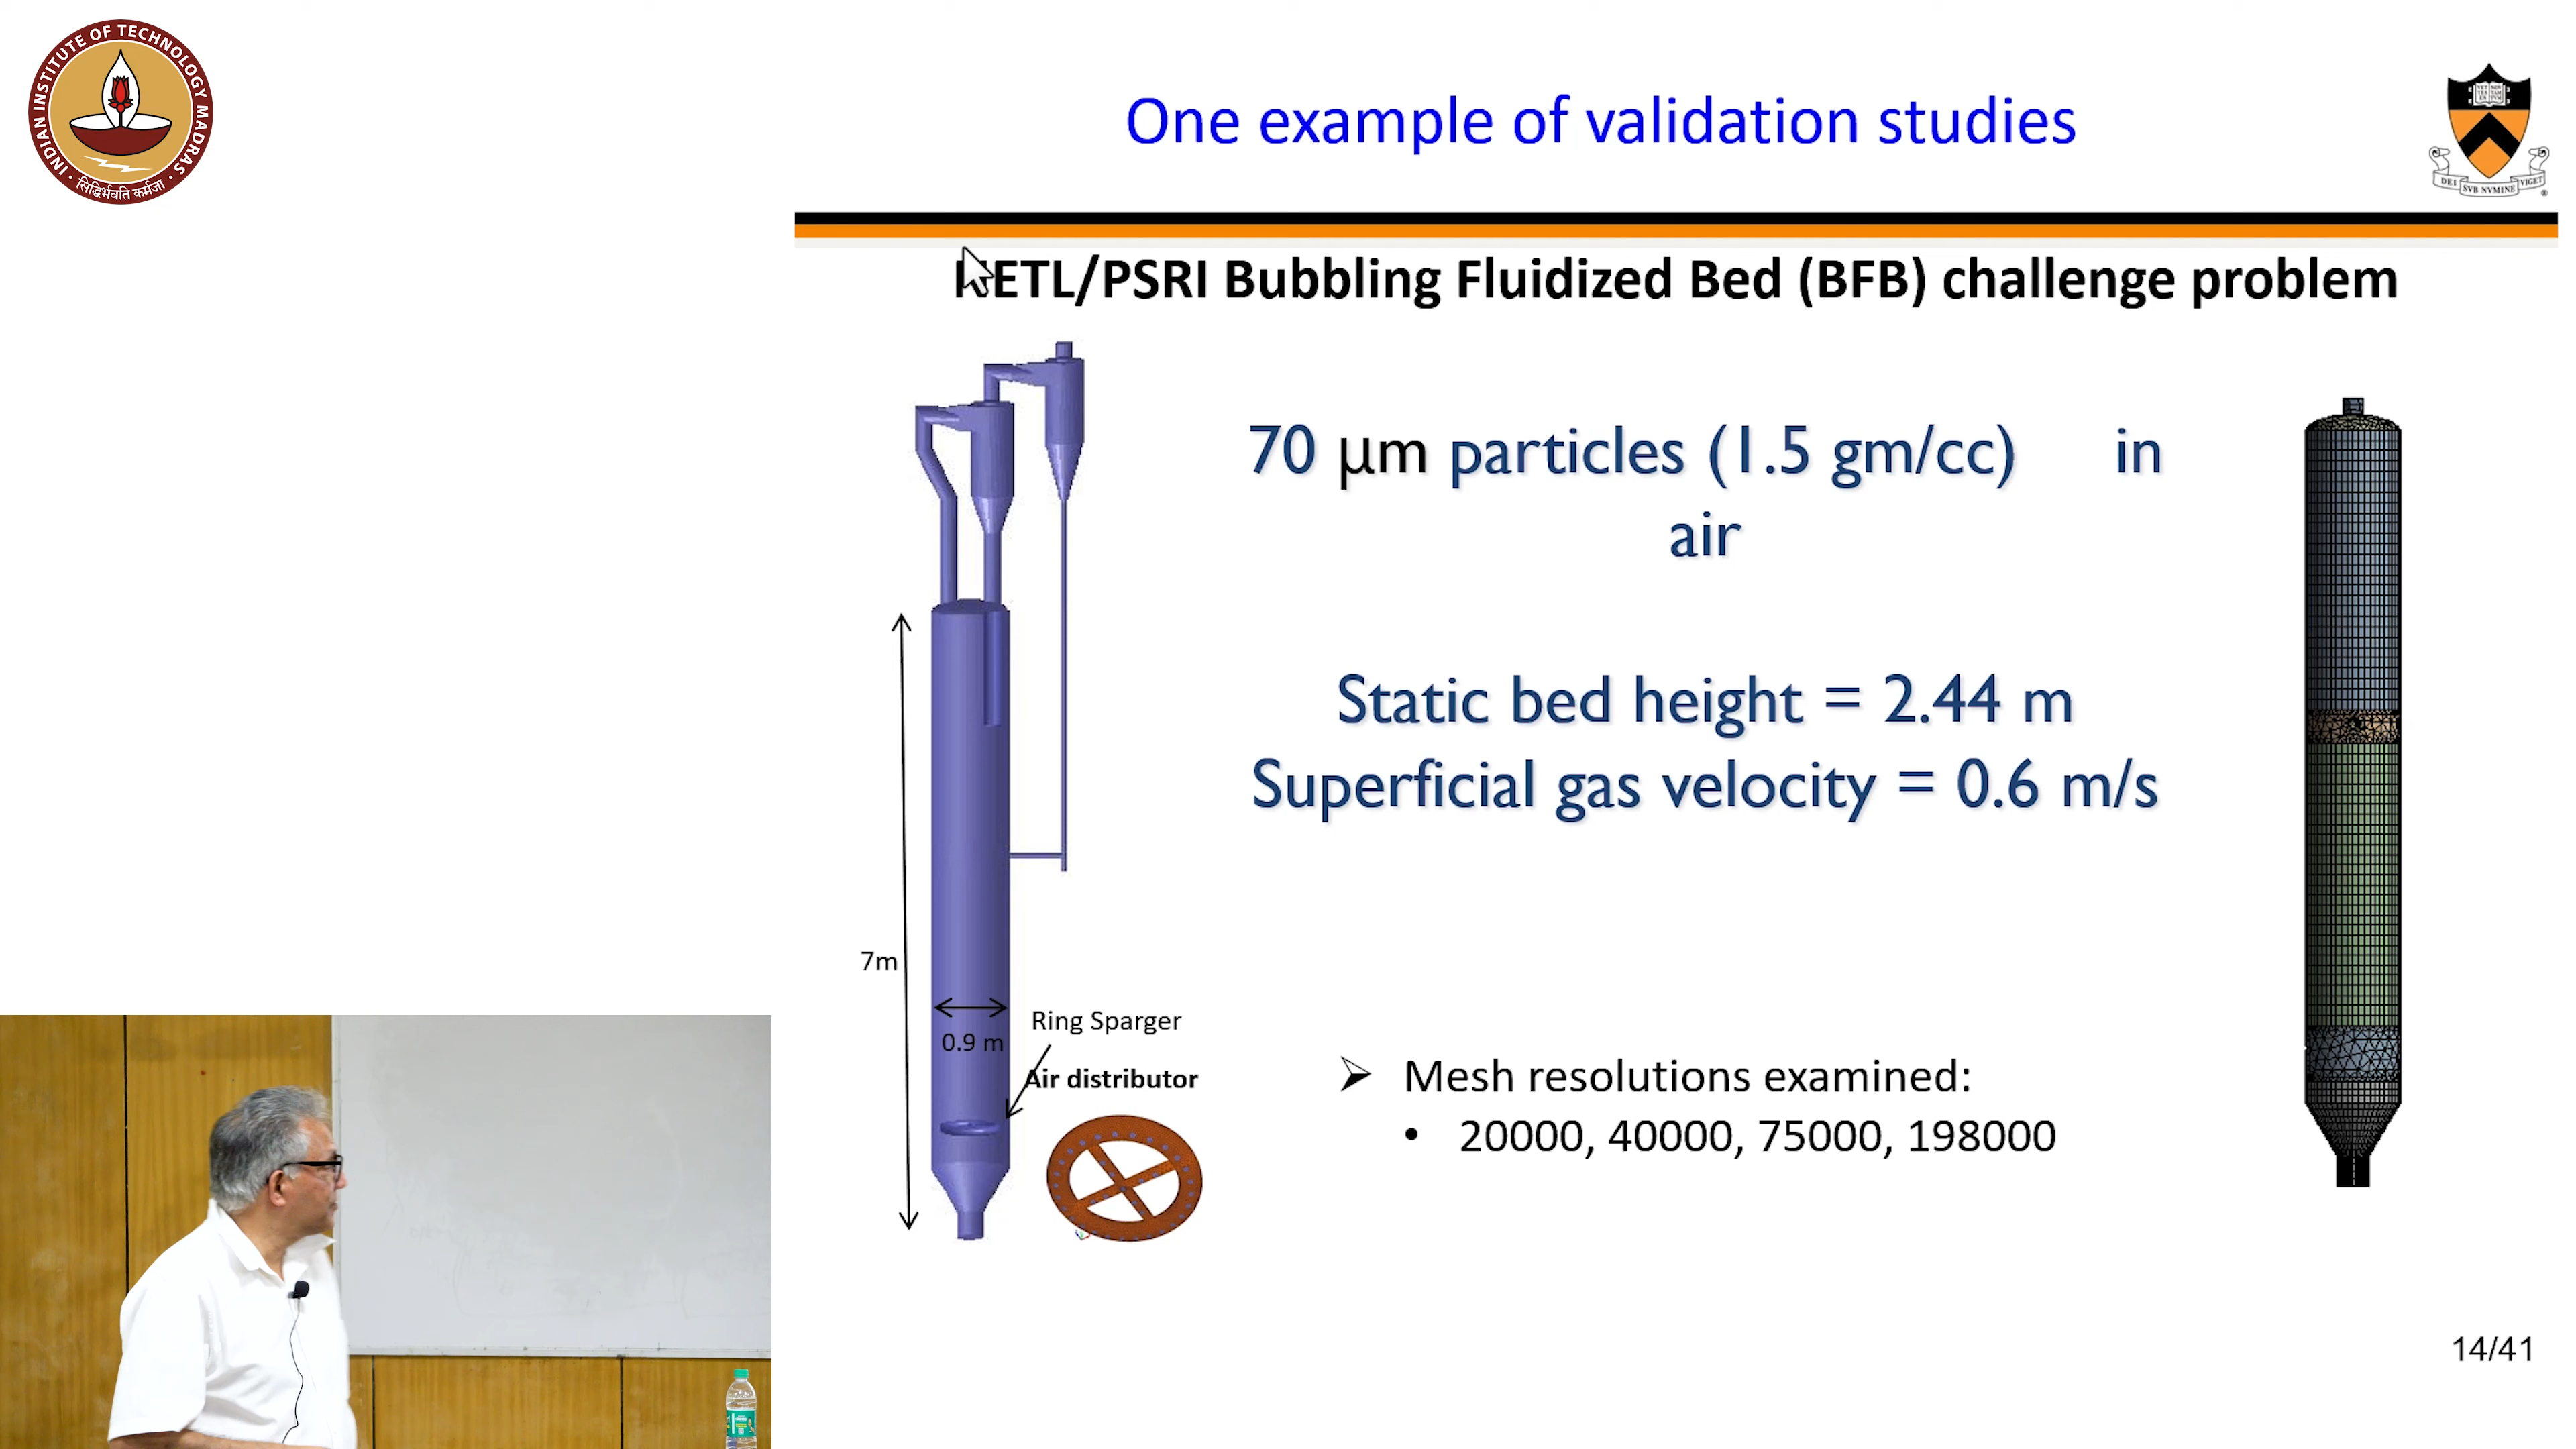 INDIAN INSTITUTE OF TECHNOLOGY MADRAS
सिद्धिर्भवति कर्मजा
One example of validation studies
DEI SVB NVMINE VIGET
NETL/PSRI Bubbling Fluidized Bed (BFB) challenge problem
70 µm particles (1.5 gm/cc) in
air
Static bed height = 2.44 m
Superficial gas velocity = 0.6 m/s
7m
0.9 m
Ring Sparger
Air distributor
➢ Mesh resolutions examined:
• 20000, 40000, 75000, 198000
14/41